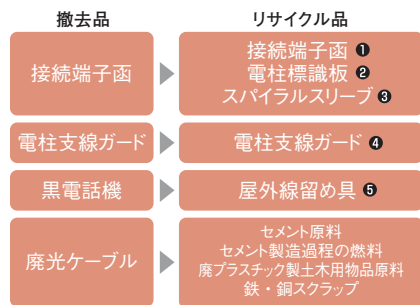 撤去品
リサイクル品
接続端子函
接続端子函 ❶
電柱標識板 ❷
スパイラルスリーブ ❸
電柱支線ガード
電柱支線ガード ❹
黒電話機
屋外線留め具 ❺
廃光ケーブル
セメント原料
セメント製造過程の燃料
廃プラスチック製土木用物品原料
鉄・銅スクラップ